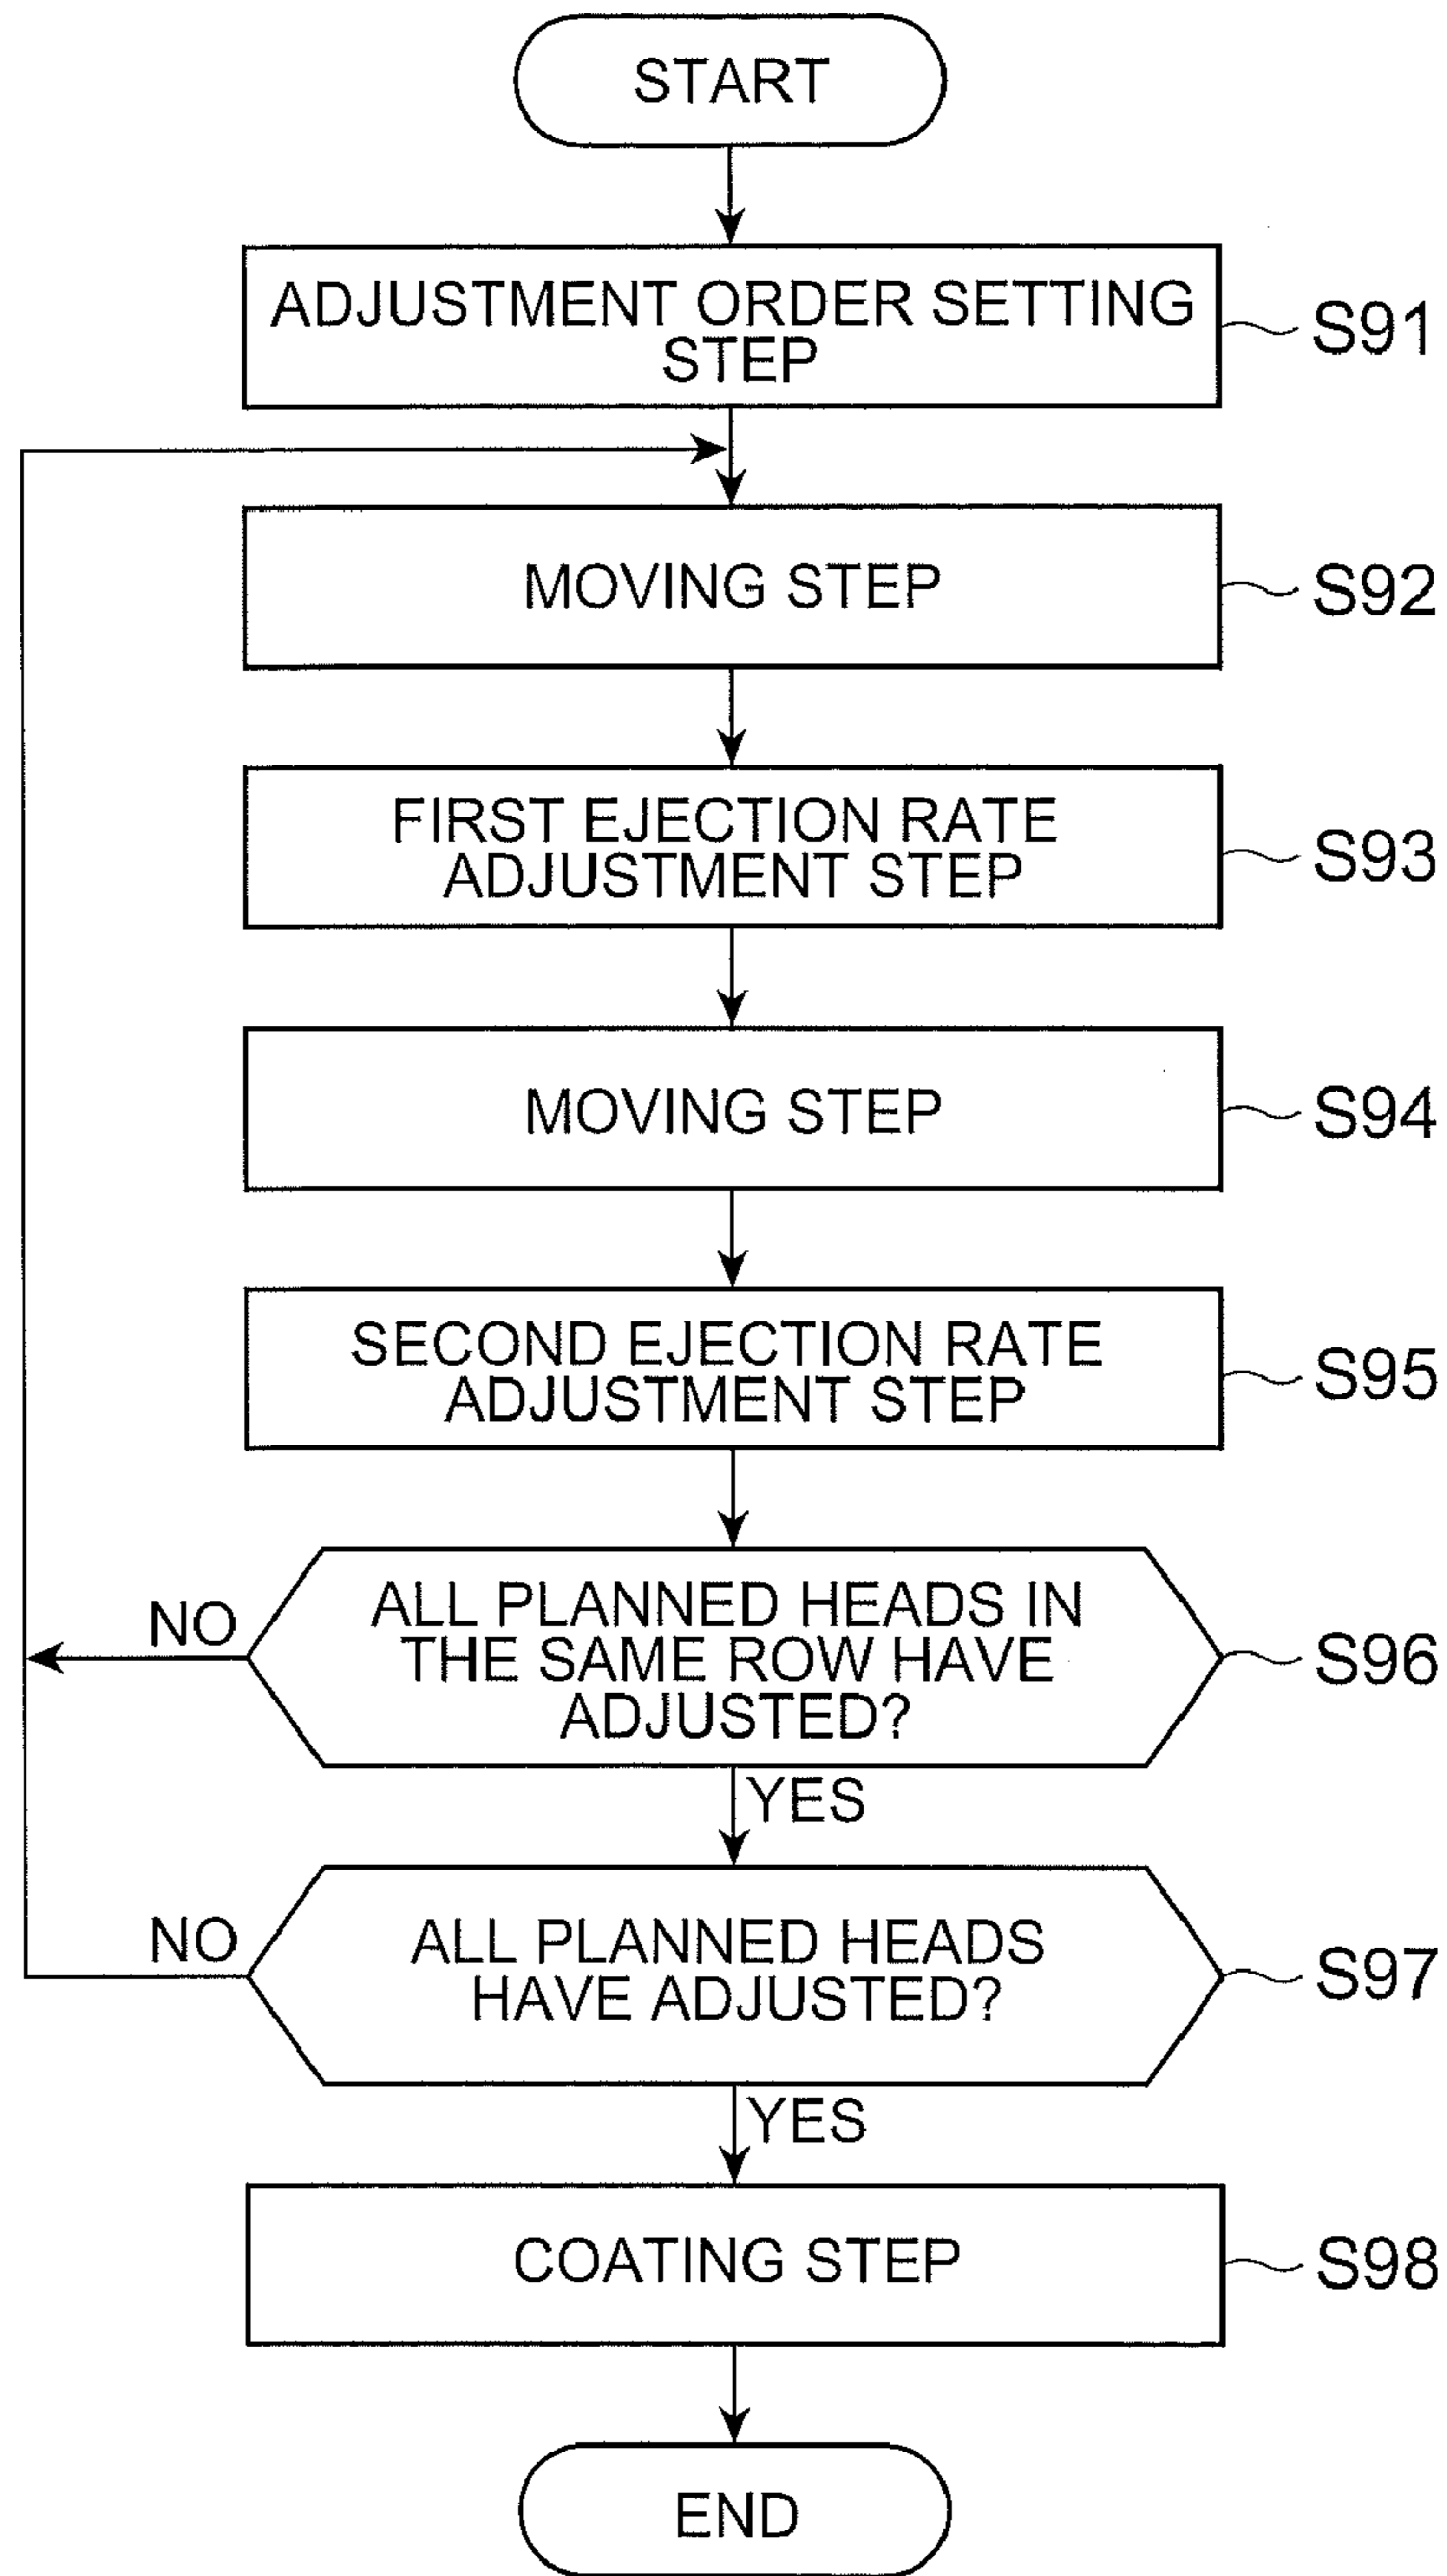 START
ADJUSTMENT ORDER SETTING
STEP
S91
MOVING STEP
S92
FIRST EJECTION RATE
ADJUSTMENT STEP
S93
MOVING STEP
S94
SECOND EJECTION RATE
ADJUSTMENT STEP
S95
NO
ALL PLANNED HEADS IN
THE SAME ROW HAVE
ADJUSTED?
S96
YES
NO
ALL PLANNED HEADS
HAVE ADJUSTED?
S97
YES
COATING STEP
S98
END